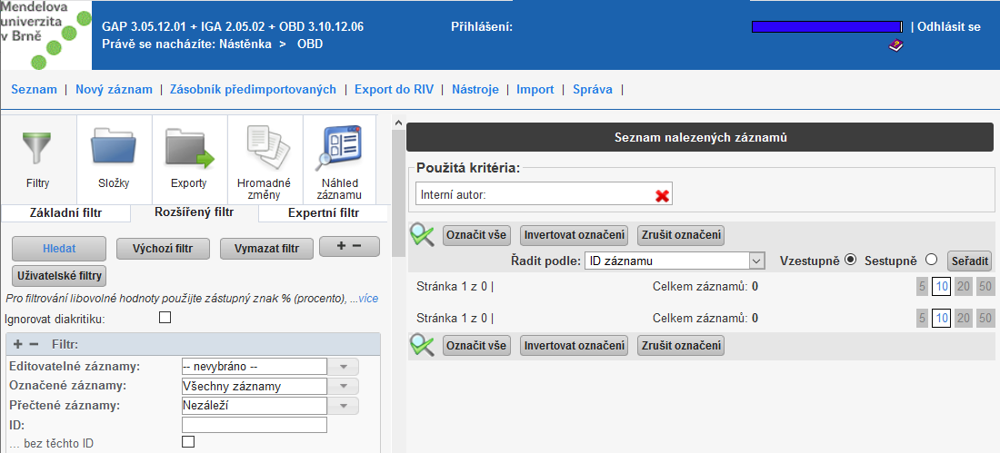 Mendelova
univerzita
v Brně
GAP 3.05.12.01 + IGA 2.05.02 + OBD 3.10.12.06
Přihlášení:
| Odhlásit se
Právě se nacházíte: Nástěnka > OBD
Seznam | Nový záznam | Zásobník předimportovaných | Export do RIV | Nástroje | Import | Správa |
Filtry
Složky
Exporty
Hromadné
změny
Náhled
záznamu
Základní filtr
Rozšířený filtr
Expertní filtr
Hledat
Výchozí filtr
Vymazat filtr
+ −
Uživatelské filtry
Pro filtrování libovolné hodnoty použijte zástupný znak % (procento), ...více
Ignorovat diakritiku:
+ − Filtr:
Editovatelné záznamy: -- nevybráno --
Označené záznamy: Všechny záznamy
Přečtené záznamy: Nezáleží
ID:
... bez těchto ID
Seznam nalezených záznamů
Použitá kritéria:
Interní autor:
Označit vše
Invertovat označení
Zrušit označení
Řadit podle: ID záznamu
Vzestupně
Sestupně
Seřadit
Stránka 1 z 0 |
Celkem záznamů: 0
5 10 20 50
Stránka 1 z 0 |
Celkem záznamů: 0
5 10 20 50
Označit vše
Invertovat označení
Zrušit označení